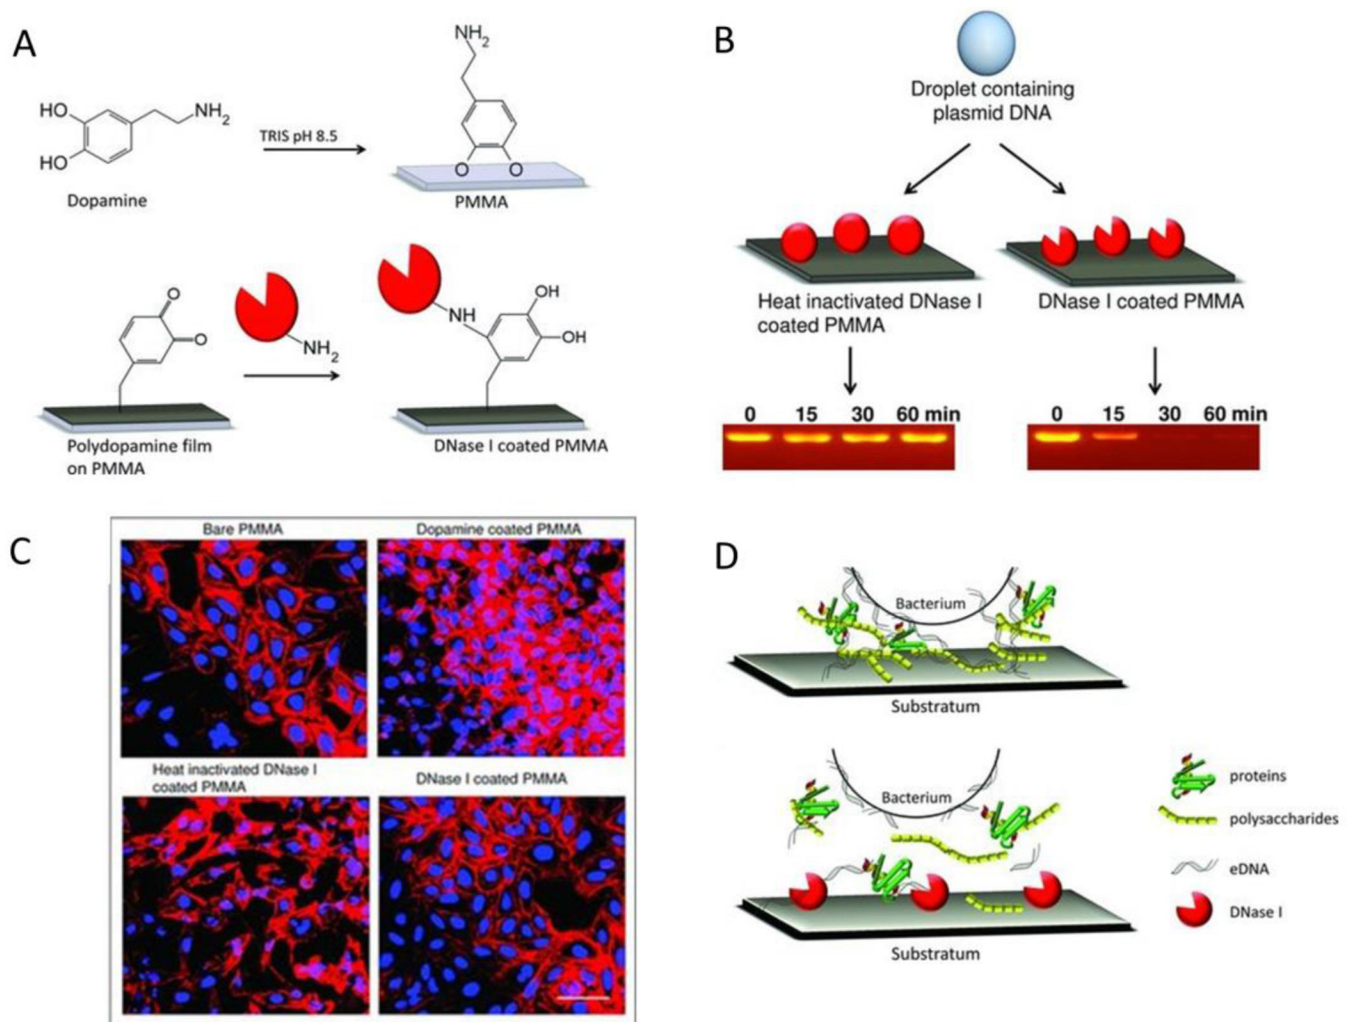 A
HO
HO
NH2
Dopamine
TRIS pH 8.5
NH2
O
O
PMMA
O
O
Polydopamine film
on PMMA
NH2
NH
OH
OH
DNase I coated PMMA
B
Droplet containing
plasmid DNA
Heat inactivated DNase I
coated PMMA
DNase I coated PMMA
0 15 30 60 min
0 15 30 60 min
C
Bare PMMA
Dopamine coated PMMA
Heat inactivated DNase I
coated PMMA
DNase I coated PMMA
D
Bacterium
Substratum
Bacterium
Substratum
proteins
polysaccharides
eDNA
DNase I